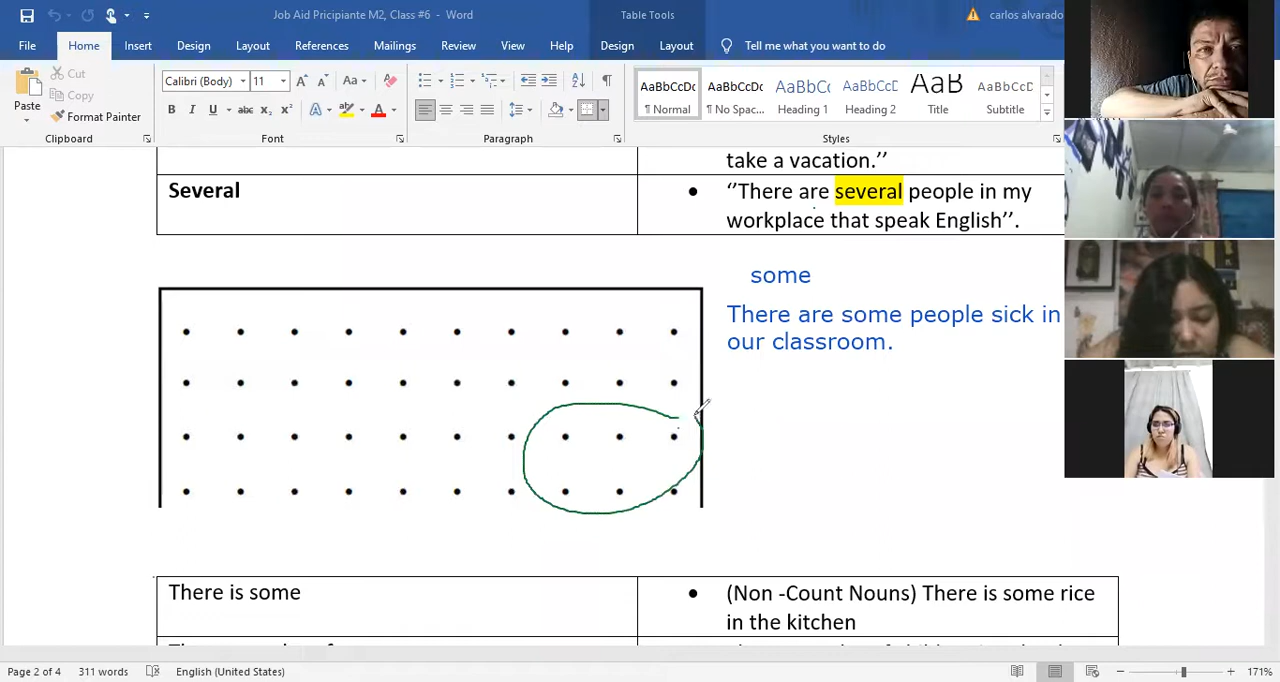 Job Aid Pricipiante M2, Class #6 - Word
Table Tools
carlos alvarado
File
Home
Insert
Design
Layout
References
Mailings
Review
View
Help
Design
Layout
Tell me what you want to do
Paste
Cut
Copy
Format Painter
Clipboard
Calibri (Body)
11
Aa
B I U abc x₂ x²
A
Font
Paragraph
AaBbCcDc
¶ Normal
AaBbCcDc
¶ No Spac...
AaBbCc
Heading 1
AaBbCcD
Heading 2
AaB
Title
AaBbCcD
Subtitle
Styles
take a vacation.’’
Several
• ‘’There are several people in my
workplace that speak English’’.
some
There are some people sick in
our classroom.
There is some
• (Non -Count Nouns) There is some rice
in the kitchen
Page 2 of 4
311 words
English (United States)
171%